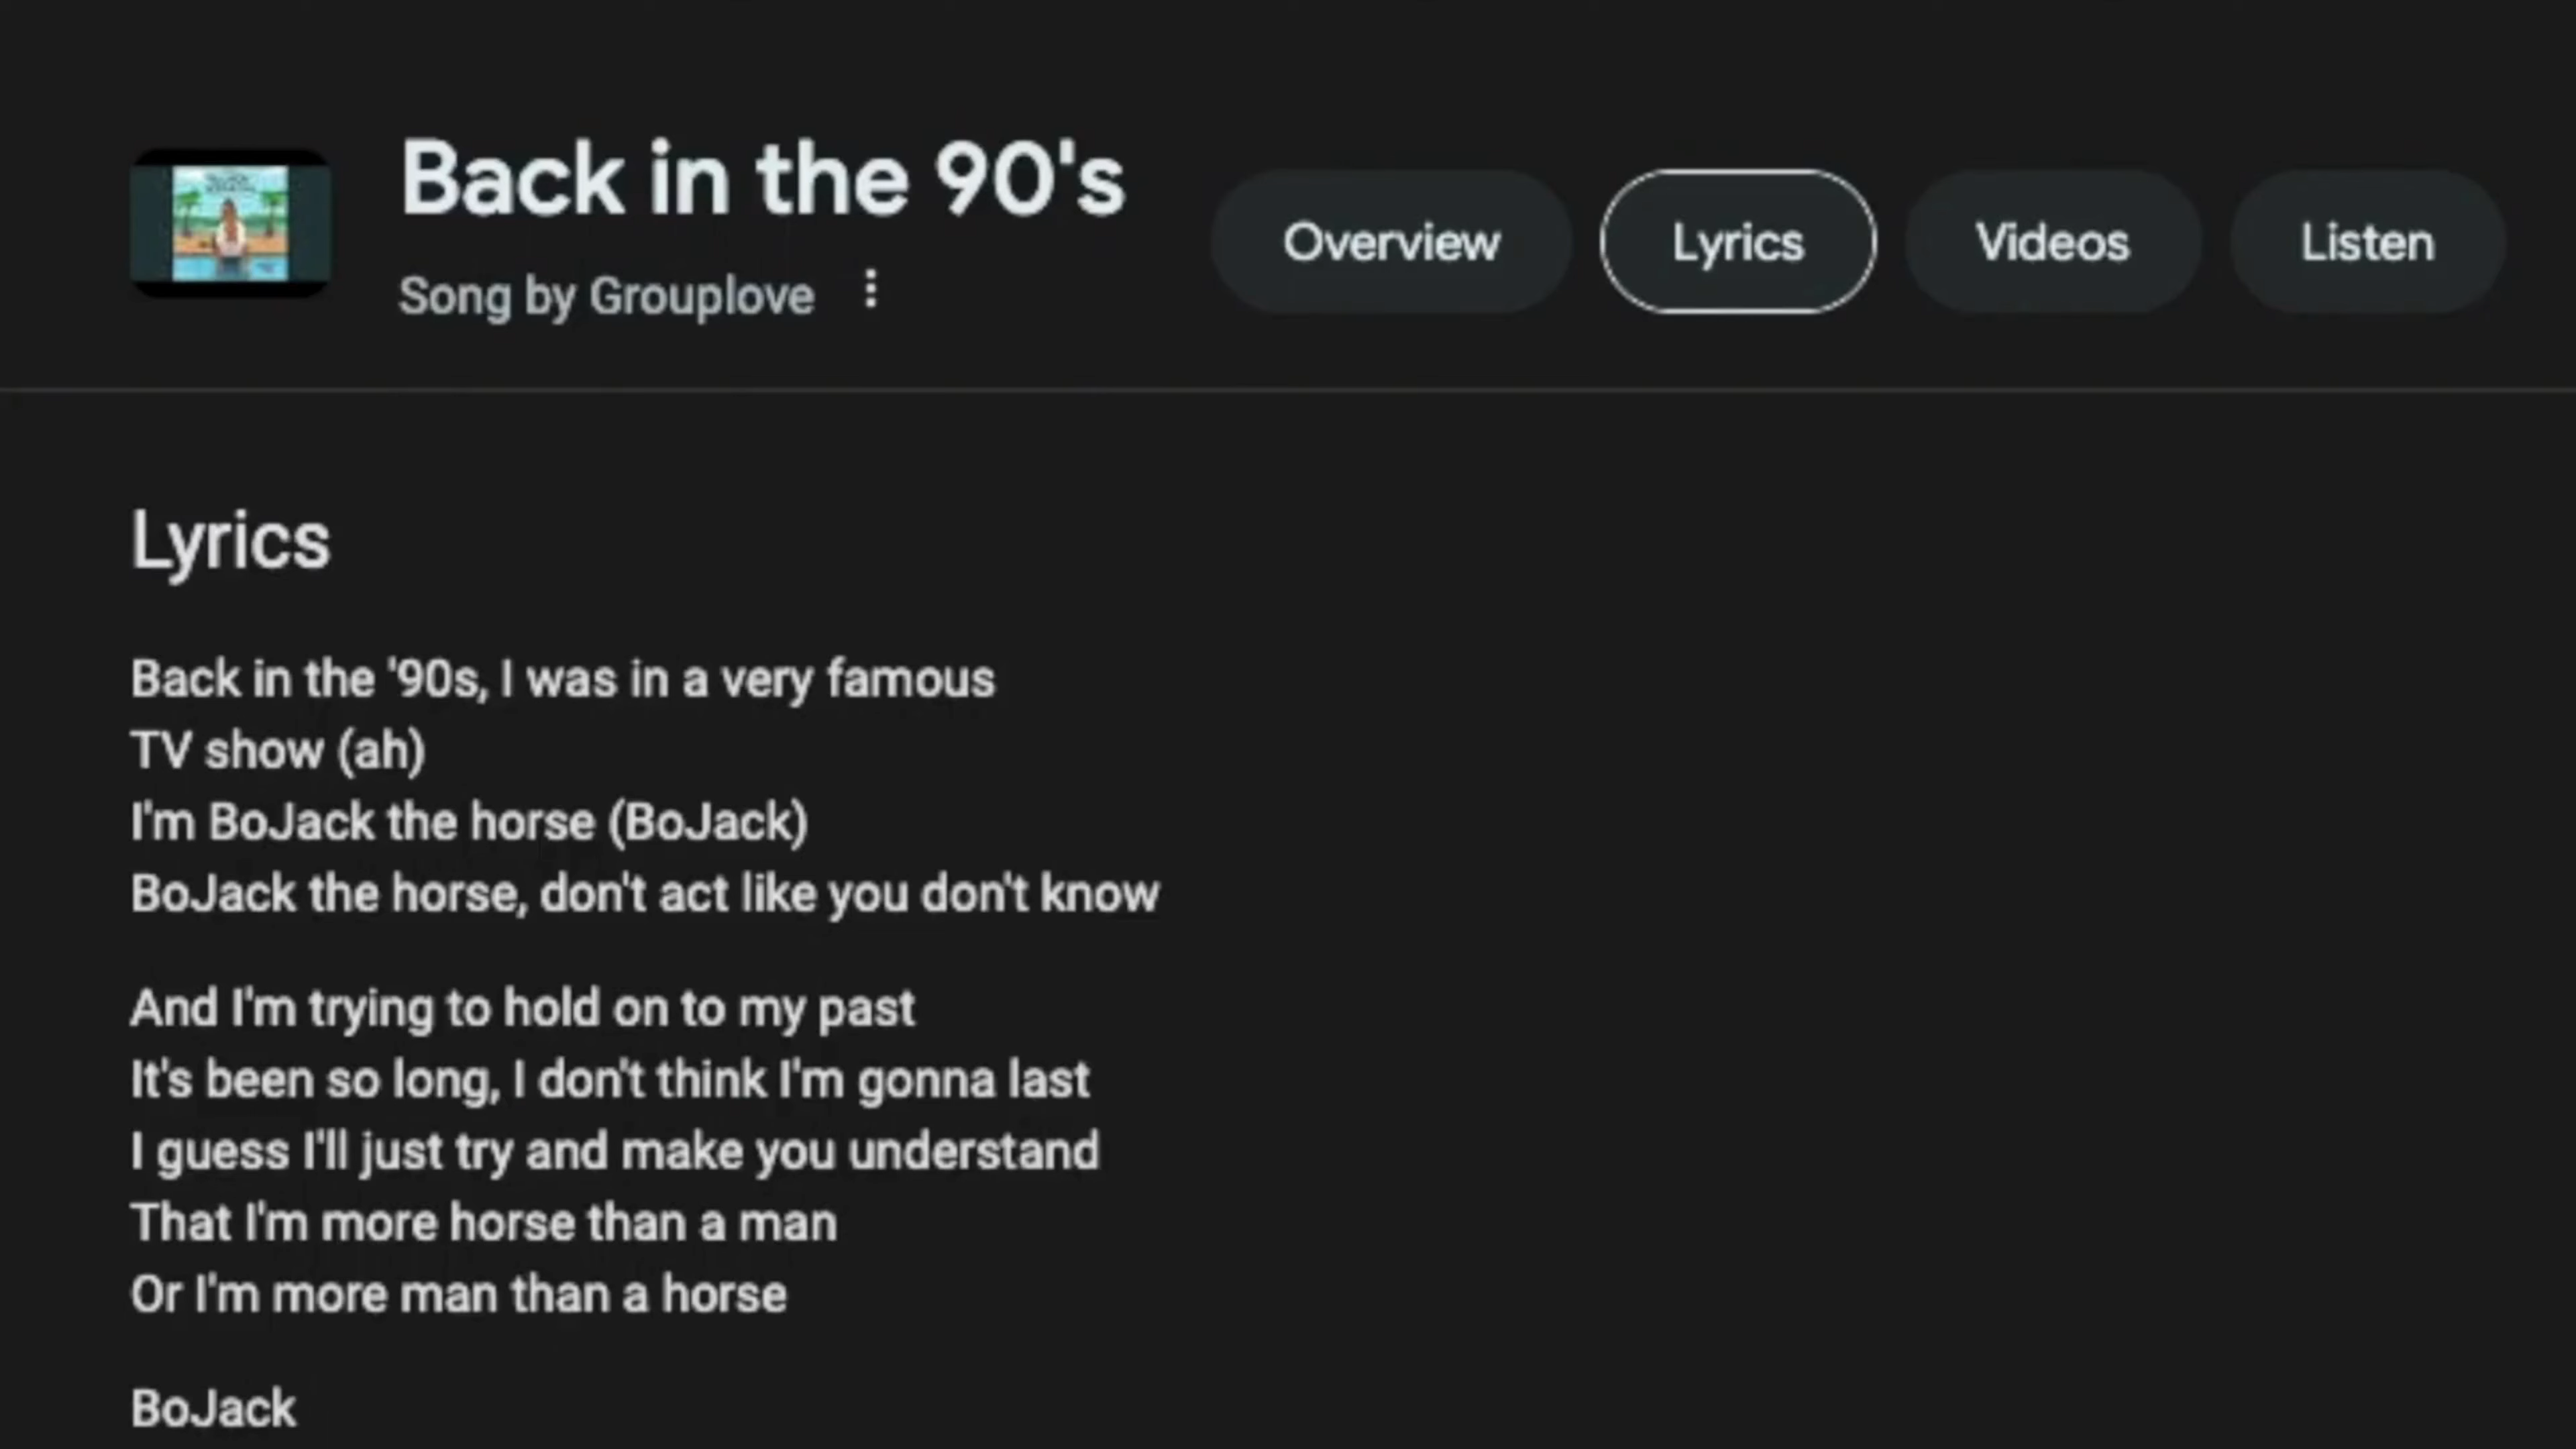 Back in the 90's
Song by Grouplove
Overview
Lyrics
Videos
Listen
Lyrics
Back in the '90s, I was in a very famous
TV show (ah)
I'm BoJack the horse (BoJack)
BoJack the horse, don't act like you don't know
And I'm trying to hold on to my past
It's been so long, I don't think I'm gonna last
I guess I'll just try and make you understand
That I'm more horse than a man
Or I'm more man than a horse
BoJack